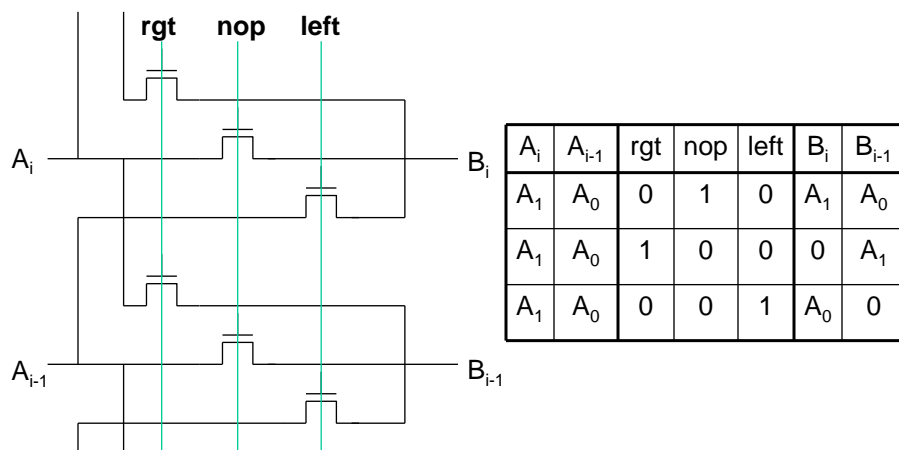 rgt nop left
A_i B_i
A_i-1 B_i-1
A_i A_i-1 rgt nop left B_i B_i-1
A_1 A_0 0 1 0 A_1 A_0
A_1 A_0 1 0 0 0 A_1
A_1 A_0 0 0 1 A_0 0